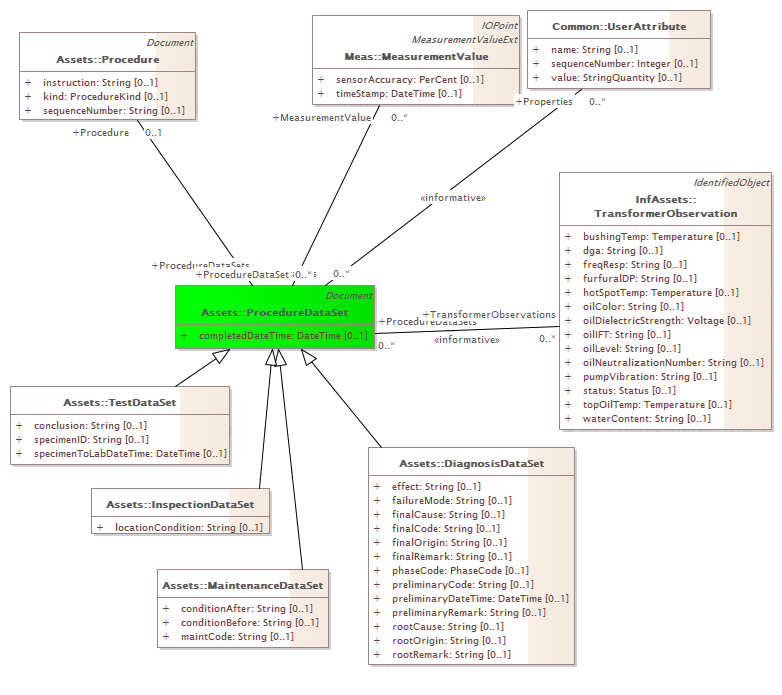 Document
Assets::Procedure
+ instruction: String [0..1]
+ kind: ProcedureKind [0..1]
+ sequenceNumber: String [0..1]
IOPoint
MeasurementValueExt
Meas::MeasurementValue
+ sensorAccuracy: PerCent [0..1]
+ timeStamp: DateTime [0..1]
Common::UserAttribute
+ name: String [0..1]
+ sequenceNumber: Integer [0..1]
+ value: StringQuantity [0..1]
+Procedure 0..1
+MeasurementValue 0..*
+Properties 0..*
«informative»
IdentifiedObject
InfAssets::
TransformerObservation
+ bushingTemp: Temperature [0..1]
+ dga: String [0..1]
+ freqResp: String [0..1]
+ furfuralDP: String [0..1]
+ hotSpotTemp: Temperature [0..1]
+ oilColor: String [0..1]
+ oilDielectricStrength: Voltage [0..1]
+ oilIFT: String [0..1]
+ oilLevel: String [0..1]
+ oilNeutralizationNumber: String [0..1]
+ pumpVibration: String [0..1]
+ status: Status [0..1]
+ topOilTemp: Temperature [0..1]
+ waterContent: String [0..1]
+ProcedureDataSets
+ProcedureDataSet
0..*
0..*
Document
Assets::ProcedureDataSet
+ completedDateTime: DateTime [0..1]
+TransformerObservations
+ProcedureDataSets
0..*
«informative»
0..*
Assets::TestDataSet
+ conclusion: String [0..1]
+ specimenID: String [0..1]
+ specimenToLabDateTime: DateTime [0..1]
Assets::InspectionDataSet
+ locationCondition: String [0..1]
Assets::MaintenanceDataSet
+ conditionAfter: String [0..1]
+ conditionBefore: String [0..1]
+ maintCode: String [0..1]
Assets::DiagnosisDataSet
+ effect: String [0..1]
+ failureMode: String [0..1]
+ finalCause: String [0..1]
+ finalCode: String [0..1]
+ finalOrigin: String [0..1]
+ finalRemark: String [0..1]
+ phaseCode: PhaseCode [0..1]
+ preliminaryCode: String [0..1]
+ preliminaryDateTime: DateTime [0..1]
+ preliminaryRemark: String [0..1]
+ rootCause: String [0..1]
+ rootOrigin: String [0..1]
+ rootRemark: String [0..1]